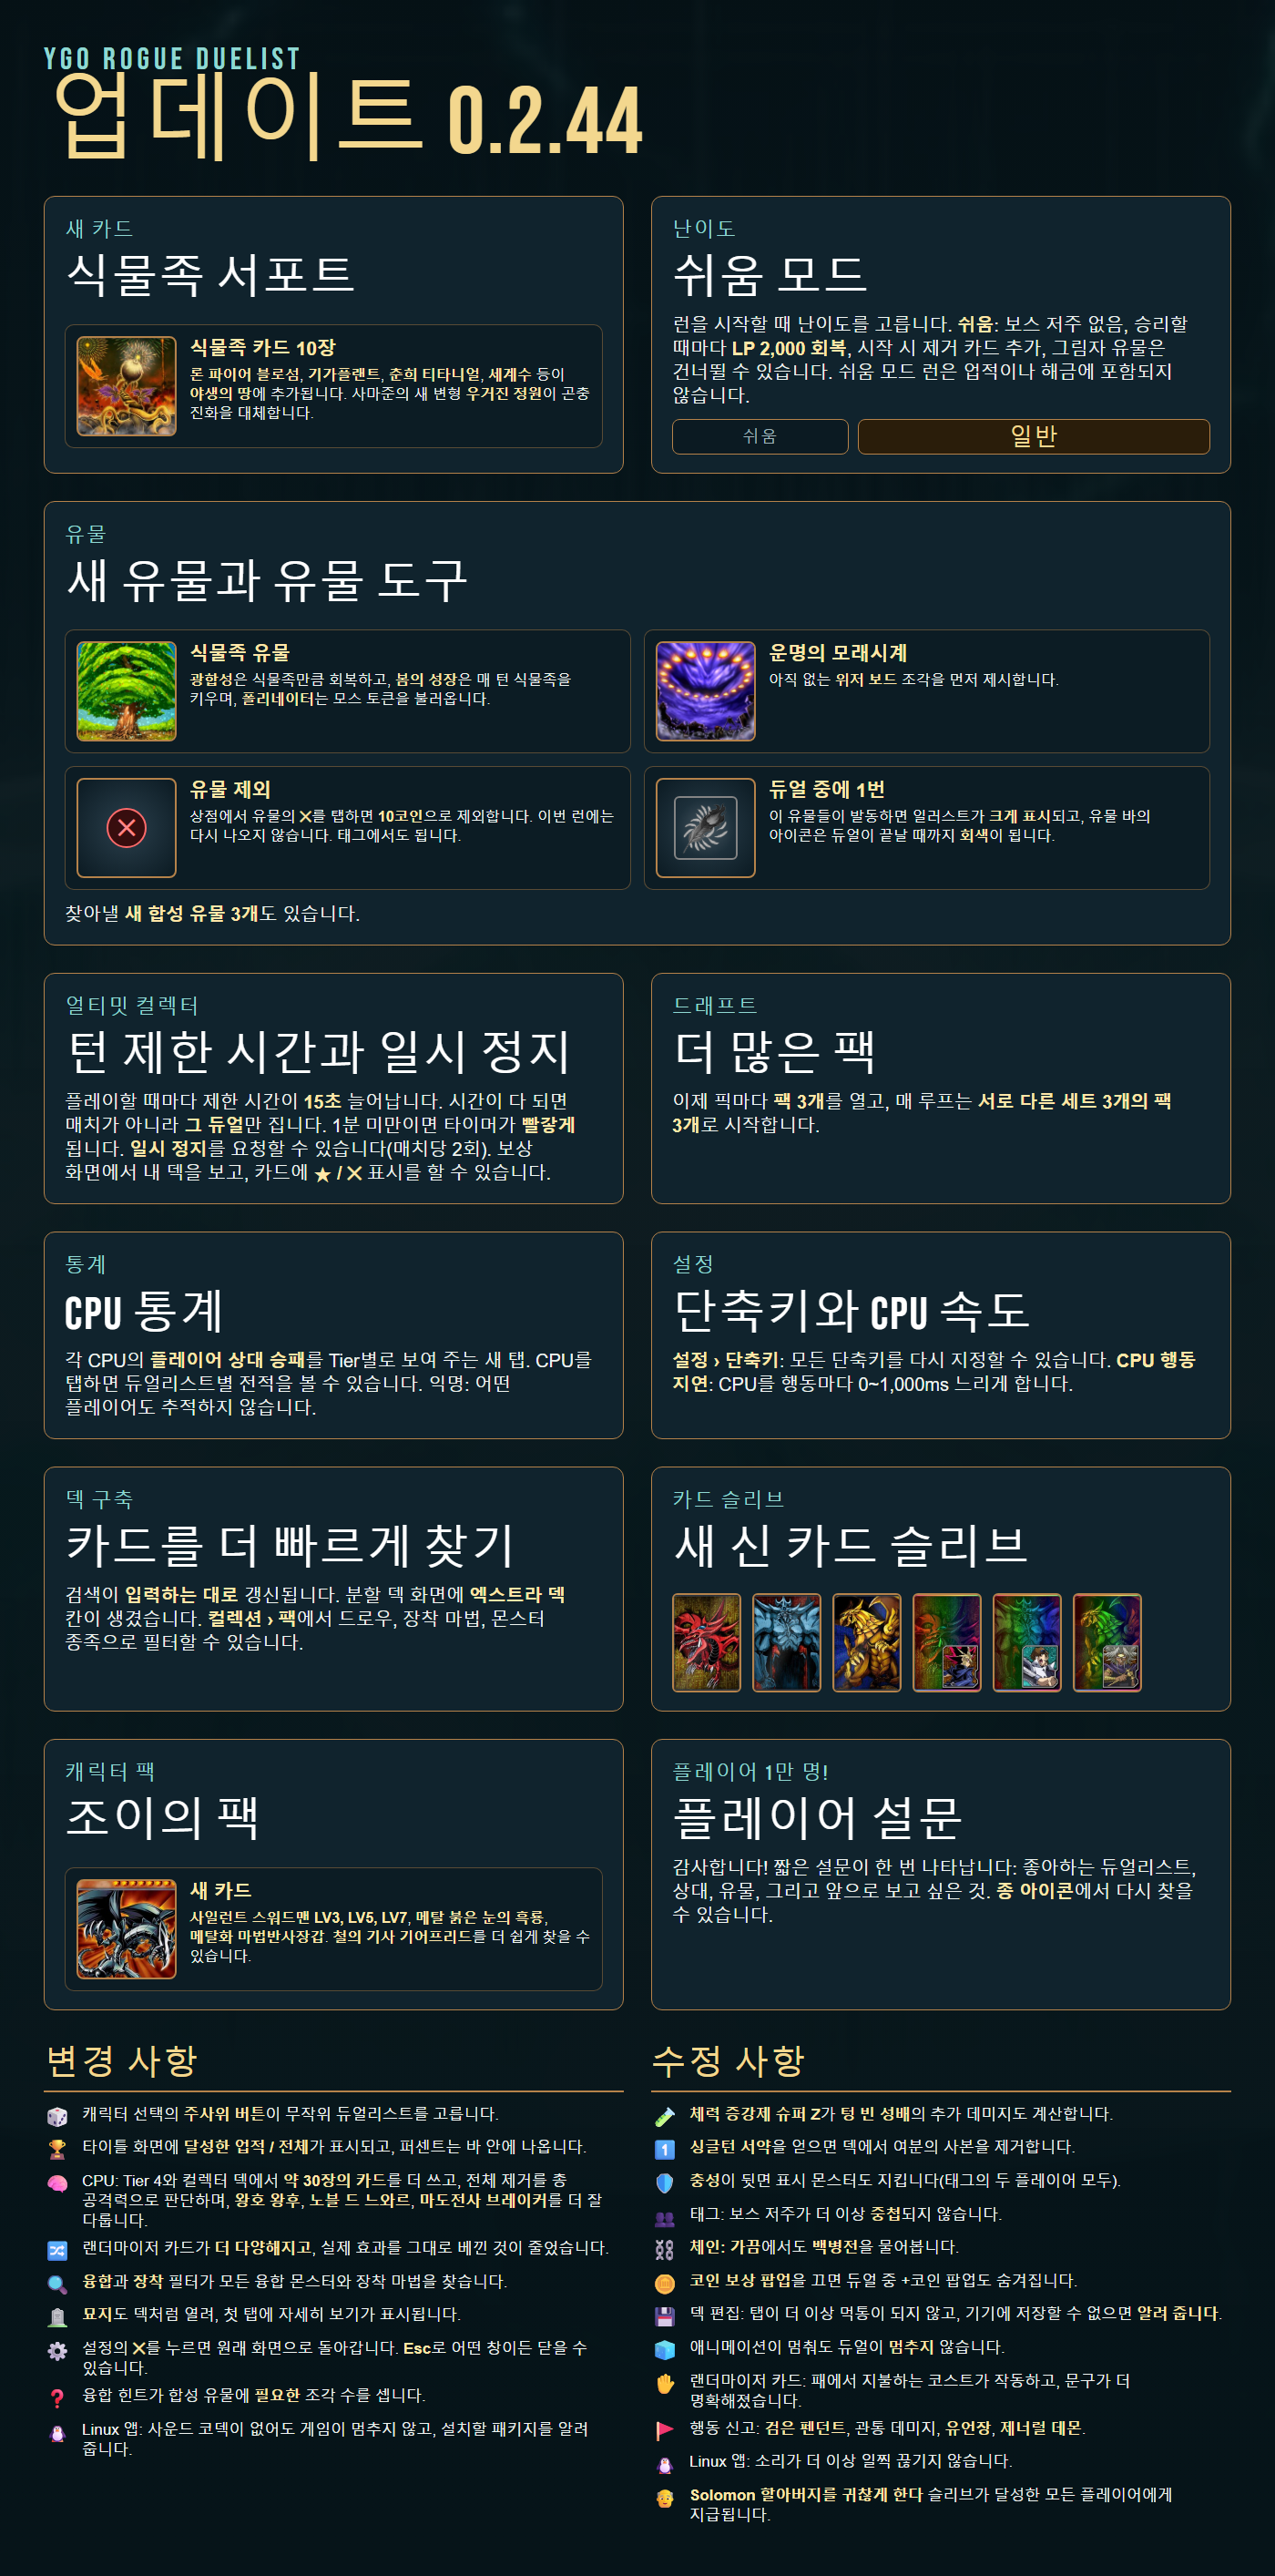 YGO ROGUE DUELIST
업데이트 0.2.44
새 카드
식물족 서포트
식물족 카드 10장
론 파이어 블로섬, 기가플랜트, 춘희 티타니얼, 세계수 등이
야생의 땅에 추가됩니다. 사마준의 새 변형 우거진 정원이 곤충
진화을 대체합니다.
난이도
쉬움 모드
런을 시작할 때 난이도를 고릅니다. 쉬움: 보스 저주 없음, 승리할
때마다 LP 2,000 회복, 시작 시 제거 카드 추가, 그림자 유물은
건너뛸 수 있습니다. 쉬움 모드 런은 업적이나 해금에 포함되지
않습니다.
쉬움
일반
유물
새 유물과 유물 도구
식물족 유물
광합성은 식물족만큼 회복하고, 봄의 성장은 매 턴 식물족을
키우며, 폴리네이터는 모스 토큰을 불러옵니다.
운명의 모래시계
아직 없는 위저 보드 조각을 먼저 제시합니다.
유물 제외
상점에서 유물의 ✕를 탭하면 10코인으로 제외합니다. 이번 런에는
다시 나오지 않습니다. 태그에서도 됩니다.
듀얼 중에 1번
이 유물들이 발동하면 일러스트가 크게 표시되고, 유물 바의
아이콘은 듀얼이 끝날 때까지 회색이 됩니다.
찾아낼 새 합성 유물 3개도 있습니다.
얼티밋 컬렉터
턴 제한 시간과 일시 정지
플레이할 때마다 제한 시간이 15초 늘어납니다. 시간이 다 되면
매치가 아니라 그 듀얼만 집니다. 1분 미만이면 타이머가 빨갛게
됩니다. 일시 정지를 요청할 수 있습니다(매치당 2회). 보상
화면에서 내 덱을 보고, 카드에 ★ / ✕ 표시를 할 수 있습니다.
드래프트
더 많은 팩
이제 픽마다 팩 3개를 열고, 매 루프는 서로 다른 세트 3개의 팩
3개로 시작합니다.
통계
CPU 통계
각 CPU의 플레이어 상대 승패를 Tier별로 보여 주는 새 탭. CPU를
탭하면 듀얼리스트별 전적을 볼 수 있습니다. 익명: 어떤
플레이어도 추적하지 않습니다.
설정
단축키와 CPU 속도
설정 › 단축키: 모든 단축키를 다시 지정할 수 있습니다. CPU 행동
지연: CPU를 행동마다 0~1,000ms 느리게 합니다.
덱 구축
카드를 더 빠르게 찾기
검색이 입력하는 대로 갱신됩니다. 분할 덱 화면에 엑스트라 덱
칸이 생겼습니다. 컬렉션 › 팩에서 드로우, 장착 마법, 몬스터
종족으로 필터할 수 있습니다.
카드 슬리브
새 신 카드 슬리브
캐릭터 팩
조이의 팩
새 카드
사일런트 스워드맨 LV3, LV5, LV7, 메탈 붉은 눈의 흑룡,
메탈화 마법반사장갑. 철의 기사 기어프리드를 더 쉽게 찾을 수
있습니다.
플레이어 1만 명!
플레이어 설문
감사합니다! 짧은 설문이 한 번 나타납니다: 좋아하는 듀얼리스트,
상대, 유물, 그리고 앞으로 보고 싶은 것. 종 아이콘에서 다시 찾을
수 있습니다.
변경 사항
캐릭터 선택의 주사위 버튼이 무작위 듀얼리스트를 고릅니다.
타이틀 화면에 달성한 업적 / 전체가 표시되고, 퍼센트는 바 안에 나옵니다.
CPU: Tier 4와 컬렉터 덱에서 약 30장의 카드를 더 쓰고, 전체 제거를 총
공격력으로 판단하며, 왕호 왕후, 노블 드 느와르, 마도전사 브레이커를 더 잘
다룹니다.
랜더마이저 카드가 더 다양해지고, 실제 효과를 그대로 베낀 것이 줄었습니다.
융합과 장착 필터가 모든 융합 몬스터와 장착 마법을 찾습니다.
묘지도 덱처럼 열려, 첫 탭에 자세히 보기가 표시됩니다.
설정의 ✕를 누르면 원래 화면으로 돌아갑니다. Esc로 어떤 창이든 닫을 수
있습니다.
융합 힌트가 합성 유물에 필요한 조각 수를 셉니다.
Linux 앱: 사운드 코덱이 없어도 게임이 멈추지 않고, 설치할 패키지를 알려
줍니다.
수정 사항
체력 증강제 슈퍼 Z가 텅 빈 성배의 추가 데미지도 계산합니다.
싱글턴 서약을 얻으면 덱에서 여분의 사본을 제거합니다.
충성이 뒷면 표시 몬스터도 지킵니다(태그의 두 플레이어 모두).
태그: 보스 저주가 더 이상 중첩되지 않습니다.
체인: 가끔에서도 백병전을 물어봅니다.
코인 보상 팝업을 끄면 듀얼 중 +코인 팝업도 숨겨집니다.
덱 편집: 탭이 더 이상 먹통이 되지 않고, 기기에 저장할 수 없으면 알려 줍니다.
애니메이션이 멈춰도 듀얼이 멈추지 않습니다.
랜더마이저 카드: 패에서 지불하는 코스트가 작동하고, 문구가 더
명확해졌습니다.
행동 신고: 검은 펜던트, 관통 데미지, 유언장, 제너럴 데몬.
Linux 앱: 소리가 더 이상 일찍 끊기지 않습니다.
Solomon 할아버지를 귀찮게 한다 슬리브가 달성한 모든 플레이어에게
지급됩니다.